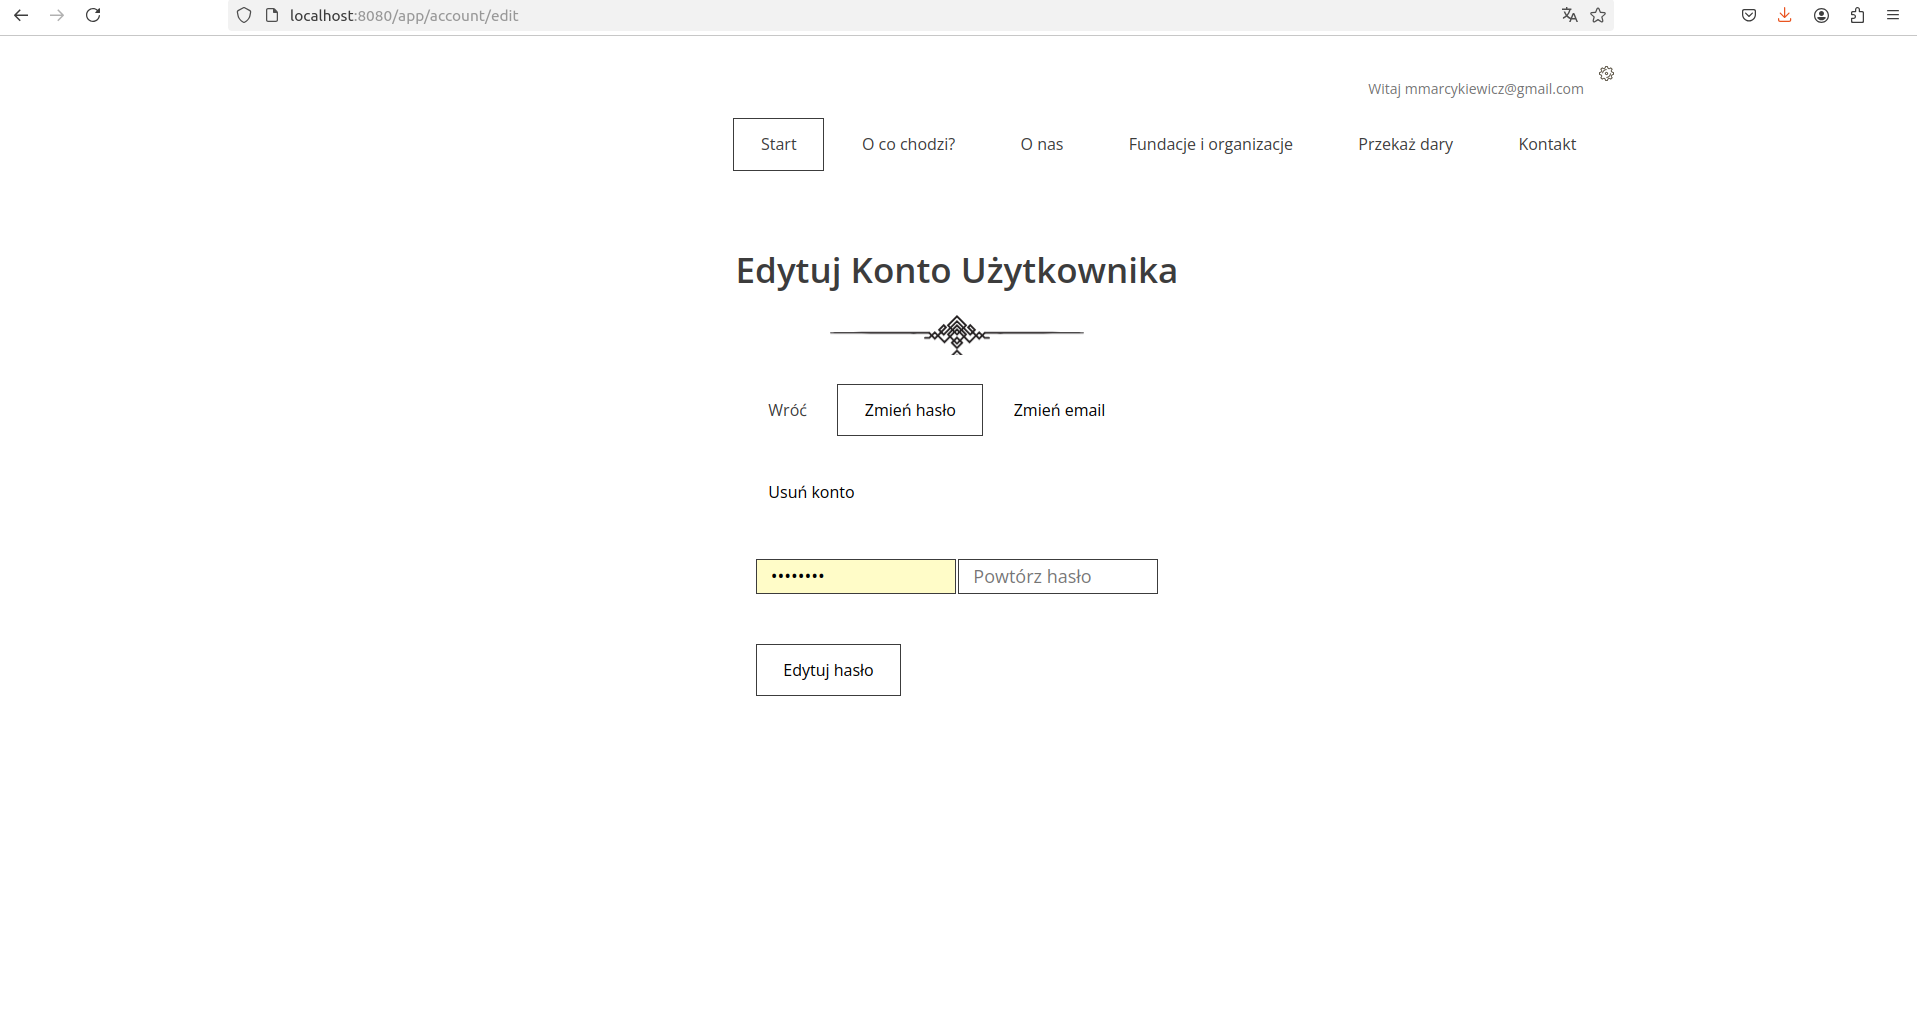 localhost:8080/app/account/edit
Witaj mmarcykiewicz@gmail.com
Start O co chodzi? O nas Fundacje i organizacje Przekaż dary Kontakt
Edytuj Konto Użytkownika
Wróć Zmień hasło Zmień email
Usuń konto
•••••••• Powtórz hasło
Edytuj hasło